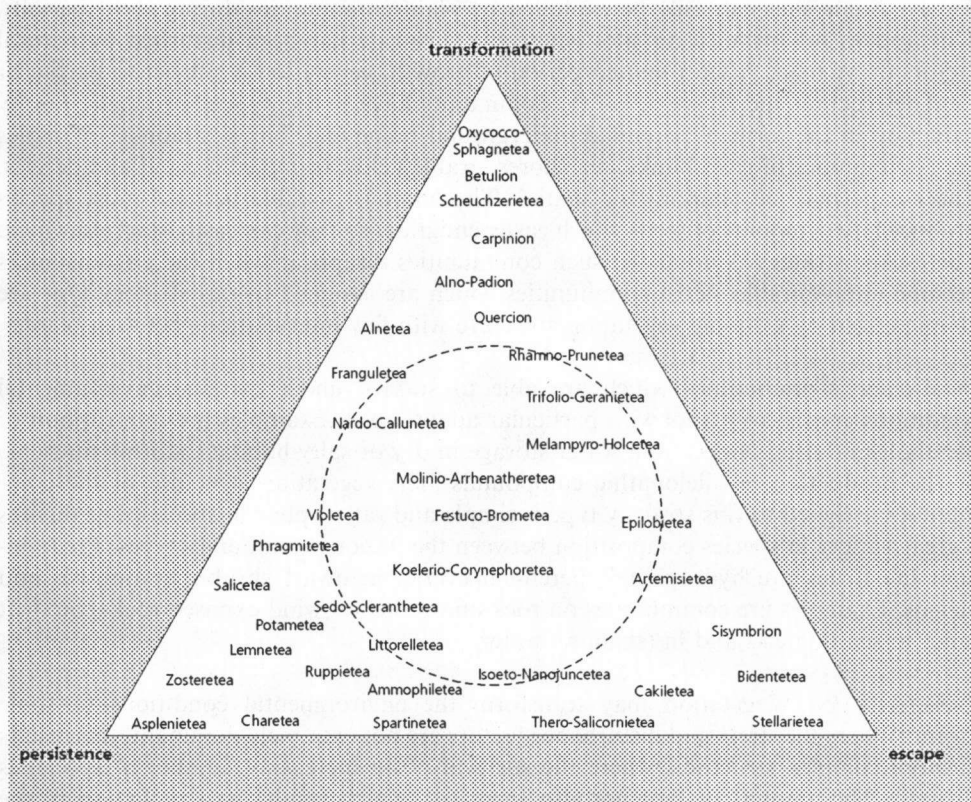 transformation
Oxycocco-
Sphagnetea
Betulion
Scheuchzerietea
Carpinion
Alno-Padion
Quercion
Alnetea
Rhamno-Prunetea
Franguletea
Trifolio-Geranietea
Nardo-Callunetea
Melampyro-Holcetea
Molinio-Arrhenatheretea
Violetea
Festuco-Brometea
Epilobietea
Phragmitetea
Koelerio-Corynephoretea
Artemisietea
Salicetea
Sedo-Scleranthetea
Potametea
Sisymbrion
Littorelletea
Lemnetea
Ruppietea
Isoeto-Nanojuncetea
Bidentetea
Zosteretea
Ammophiletea
Cakiletea
Asplenietea
Charetea
Spartinetea
Thero-Salicornietea
Stellarietea
persistence
escape